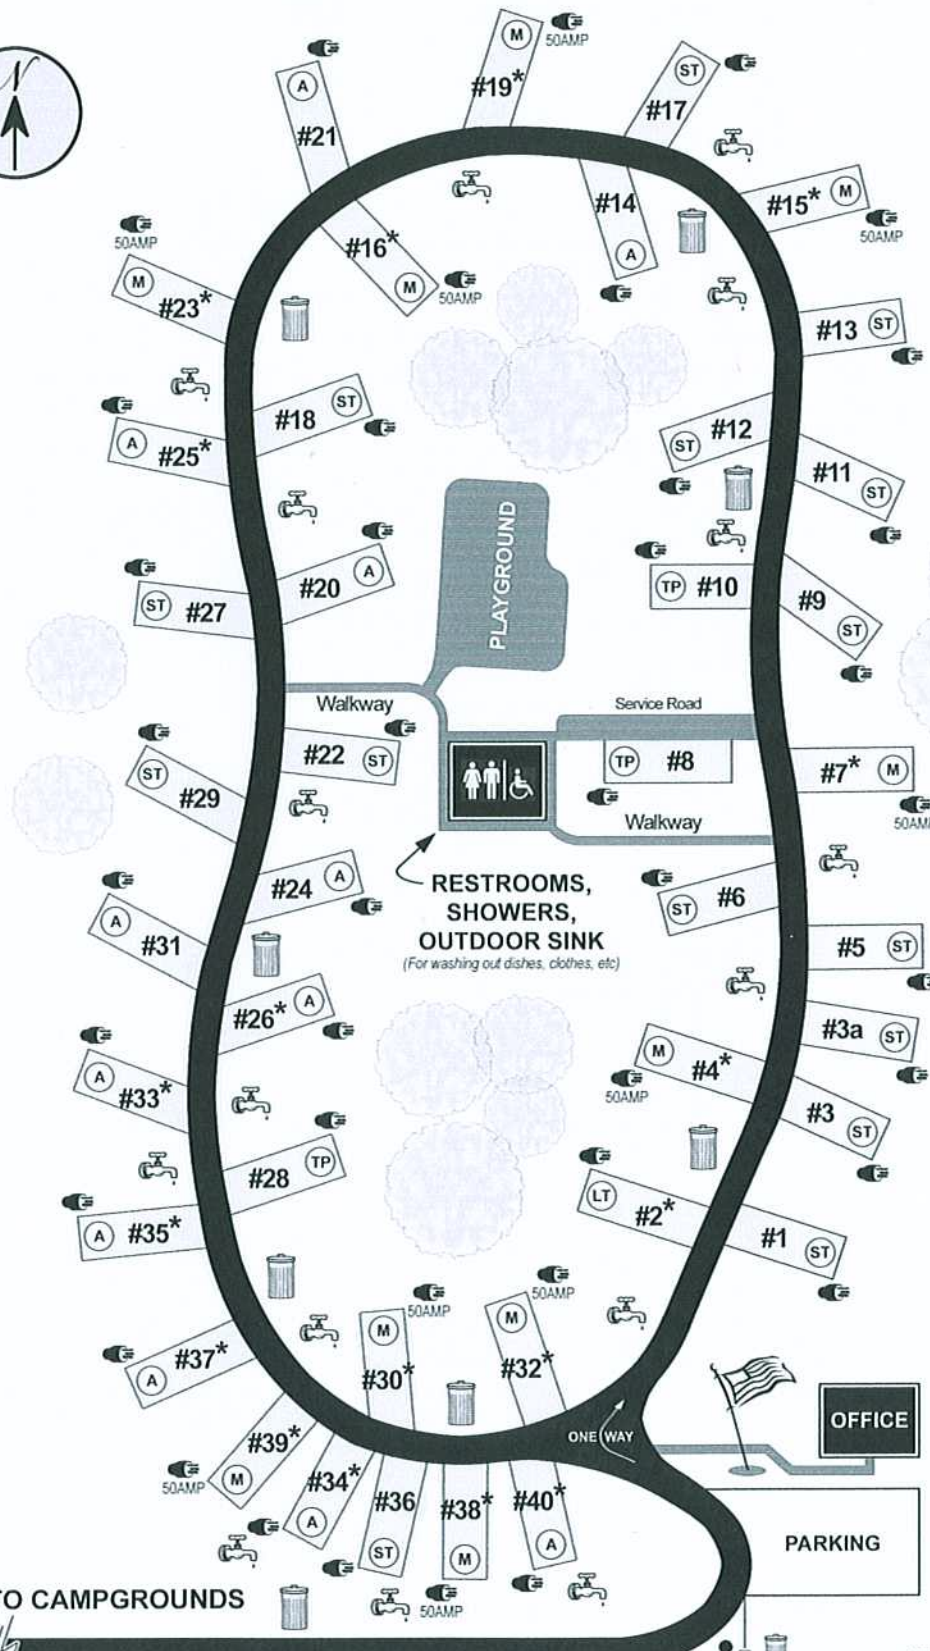 N
M
50AMP
#19*
A
#21
ST
#17
#14
A
#15*
M
50AMP
#16*
M
50AMP
50AMP
M
#23*
#13
ST
#18
ST
A
#25*
ST
#12
#11
ST
PLAYGROUND
#20
A
ST
#27
TP
#10
#9
ST
Walkway
Service Road
#22
ST
TP
#8
#7*
M
50AMP
ST
#29
Walkway
#24
A
RESTROOMS,
SHOWERS,
OUTDOOR SINK
(For washing out dishes, clothes, etc)
ST
#6
A
#31
#5
ST
#26*
A
#3a
ST
M
#4*
50AMP
A
#33*
#3
ST
#28
TP
LT
#2*
A
#35*
#1
ST
50AMP
50AMP
M
#30*
M
#32*
A
#37*
ONE WAY
OFFICE
#39*
M
50AMP
#34*
A
#36
ST
#38*
M
50AMP
#40*
A
PARKING
TO CAMPGROUNDS